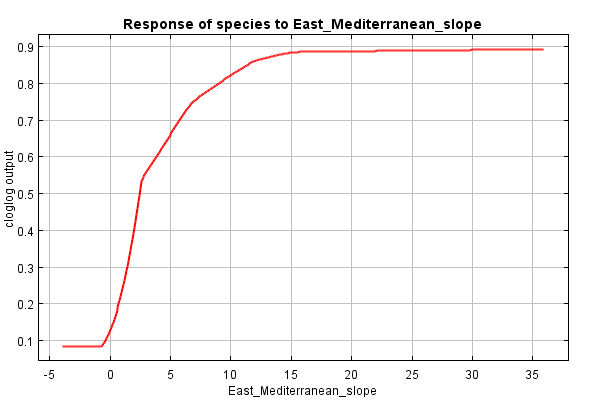 Response of species to East_Mediterranean_slope
cloglog output
0.9
0.8
0.7
0.6
0.5
0.4
0.3
0.2
0.1
-5 0 5 10 15 20 25 30 35
East_Mediterranean_slope